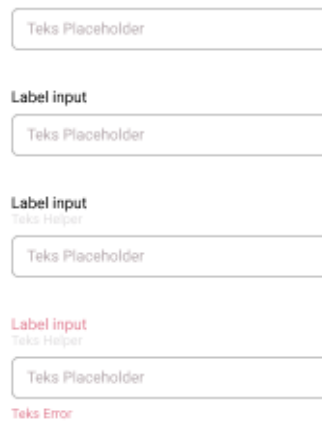 Teks Placeholder
Label input
Teks Placeholder
Label input
Teks Helper
Teks Placeholder
Label input
Teks Helper
Teks Placeholder
Teks Error